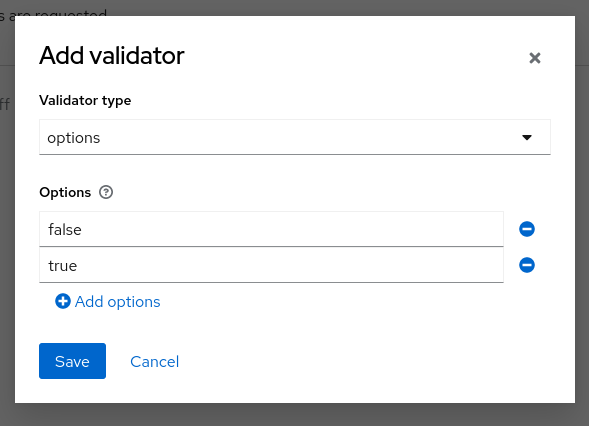 s are requested
Add validator
Validator type
ff
options
Options
false
true
Add options
Save Cancel